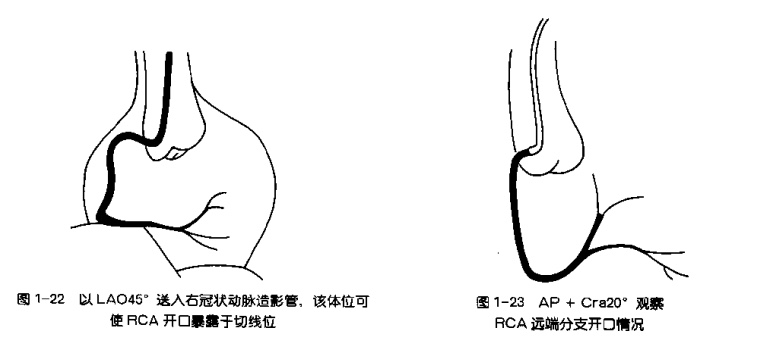 图 1-22 以 LAO45° 送入右冠状动脉造影管，该体位可
使 RCA 开口暴露于切线位
图 1-23 AP + Cra20° 观察
RCA 远端分支开口情况